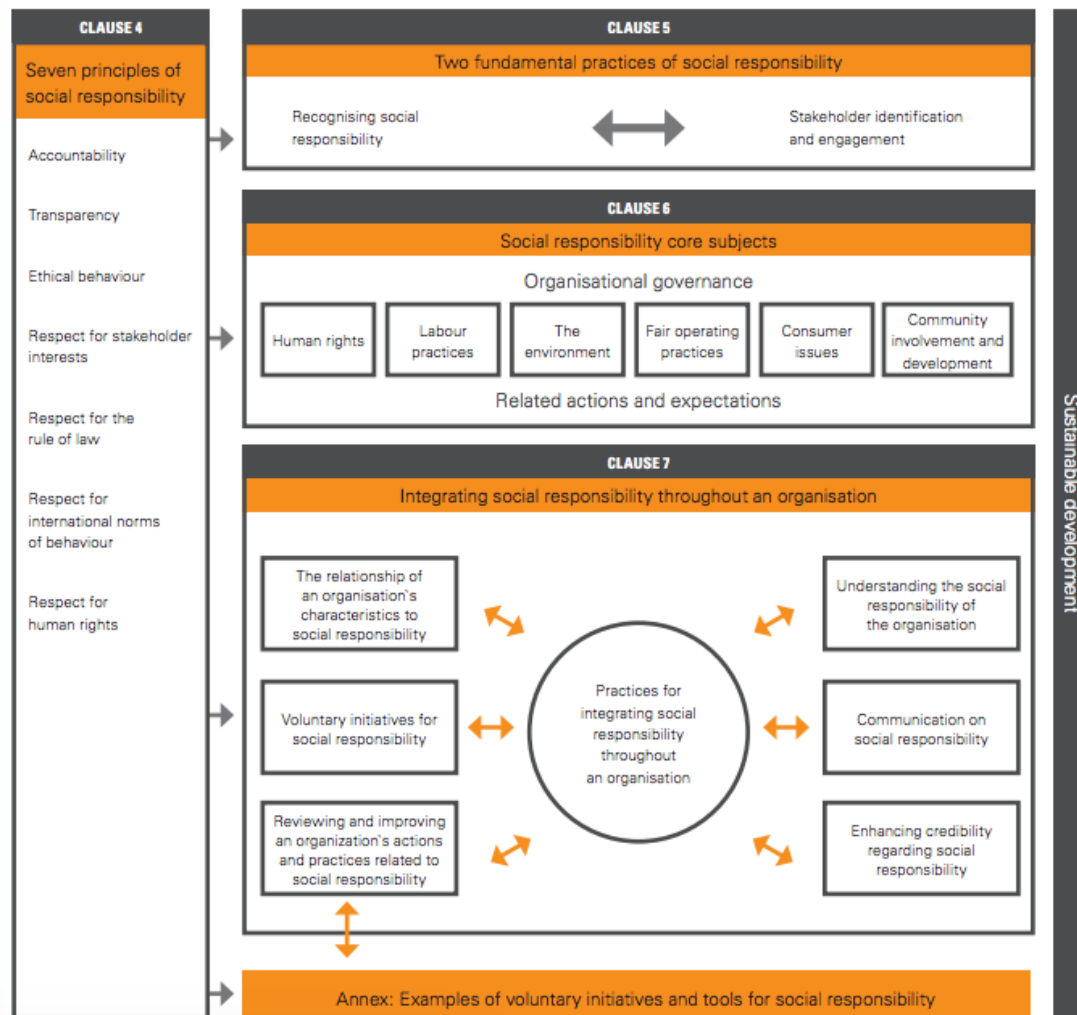 CLAUSE 4
Seven principles of
social responsibility
Accountability
Transparency
Ethical behaviour
Respect for stakeholder
interests
Respect for the
rule of law
Respect for
international norms
of behaviour
Respect for
human rights
CLAUSE 5
Two fundamental practices of social responsibility
Recognising social
responsibility
Stakeholder identification
and engagement
CLAUSE 6
Social responsibility core subjects
Organisational governance
Human rights
Labour
practices
The
environment
Fair operating
practices
Consumer
issues
Community
involvement and
development
Related actions and expectations
CLAUSE 7
Integrating social responsibility throughout an organisation
The relationship of
an organisation`s
characteristics to
social responsibility
Voluntary initiatives for
social responsibility
Reviewing and improving
an organization`s actions
and practices related to
social responsibility
Practices for
integrating social
responsibility
throughout
an organisation
Understanding the social
responsibility of
the organisation
Communication on
social responsibility
Enhancing credibility
regarding social
responsibility
Annex: Examples of voluntary initiatives and tools for social responsibility
Sustainable development